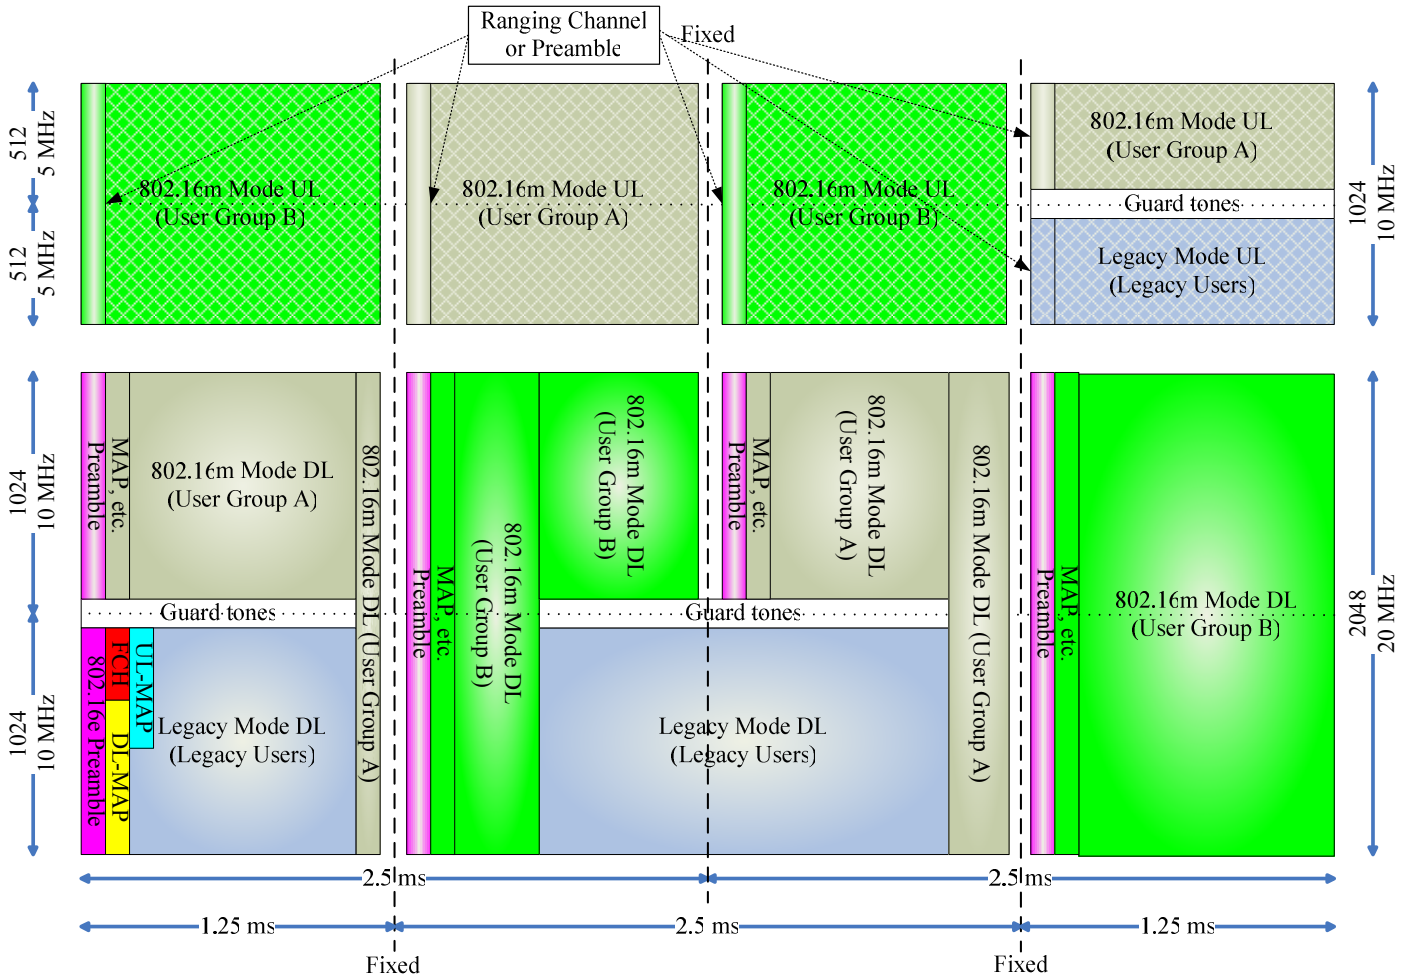 Ranging Channel
or Preamble
Fixed
512
5 MHz
512
5 MHz
802.16m Mode UL
(User Group B)
802.16m Mode UL
(User Group A)
802.16m Mode UL
(User Group B)
802.16m Mode UL
(User Group A)
Guard tones
Legacy Mode UL
(Legacy Users)
1024
10 MHz
1024
10 MHz
1024
10 MHz
Preamble
MAP, etc.
802.16m Mode DL
(User Group A)
802.16m Mode DL (User Group A)
Guard tones
802.16e Preamble
FCH
DL-MAP
UL-MAP
Legacy Mode DL
(Legacy Users)
Preamble
MAP, etc.
802.16m Mode DL
(User Group B)
802.16m Mode DL
(User Group B)
Guard tones
Legacy Mode DL
(Legacy Users)
Preamble
MAP, etc.
802.16m Mode DL
(User Group A)
802.16m Mode DL (User Group A)
Preamble
MAP, etc.
802.16m Mode DL
(User Group B)
2048
20 MHz
2.5 ms
2.5 ms
1.25 ms
2.5 ms
1.25 ms
Fixed
Fixed